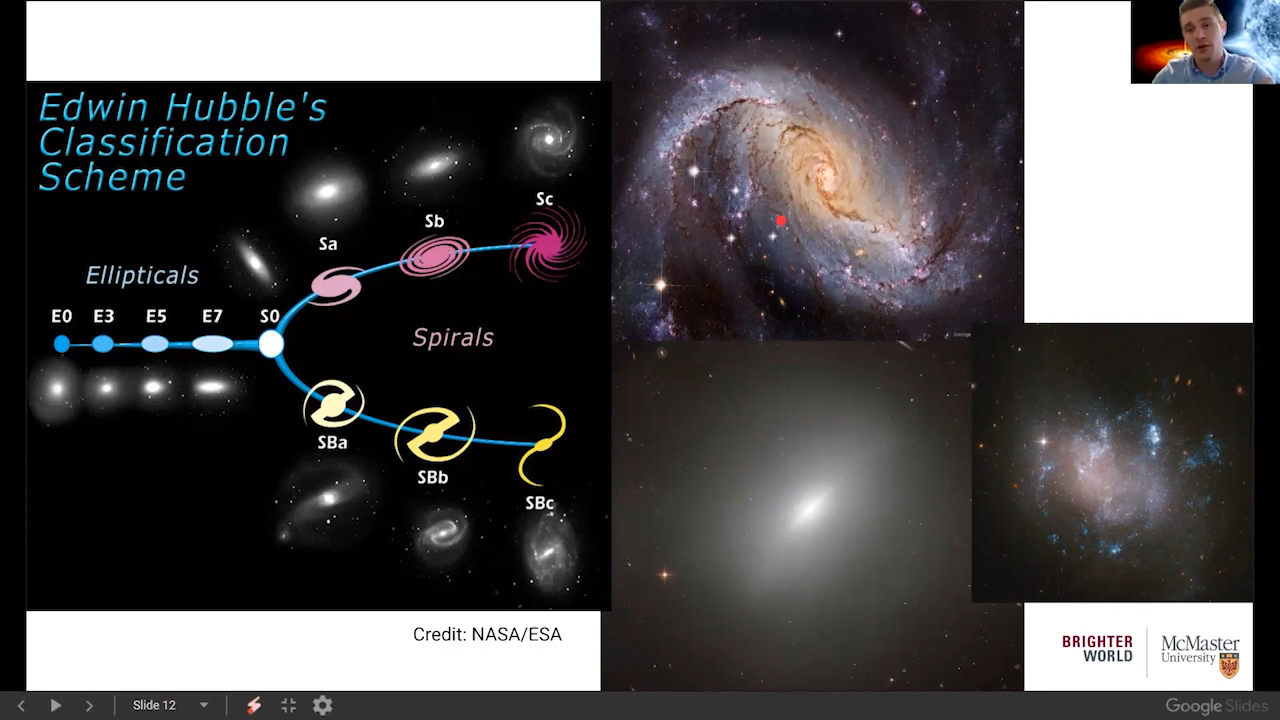 Edwin Hubble's
Classification
Scheme
Sc
Sb
Sa
Ellipticals
E0 E3 E5 E7 S0
Spirals
SBa
SBb
SBc
Credit: NASA/ESA
BRIGHTER
WORLD
McMaster
University
Slide 12
Google Slides